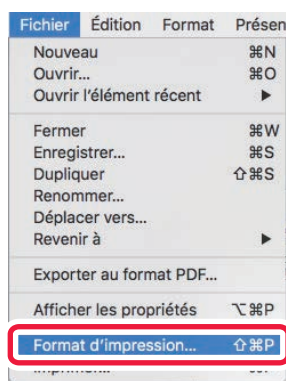 Fichier Édition Format Présen
Nouveau ⌘N
Ouvrir... ⌘O
Ouvrir l'élément récent ▶
Fermer ⌘W
Enregistrer... ⌘S
Dupliquer ⇧⌘S
Renommer...
Déplacer vers...
Revenir à ▶
Exporter au format PDF...
Afficher les propriétés ⌥⌘P
Format d'impression... ⇧⌘P